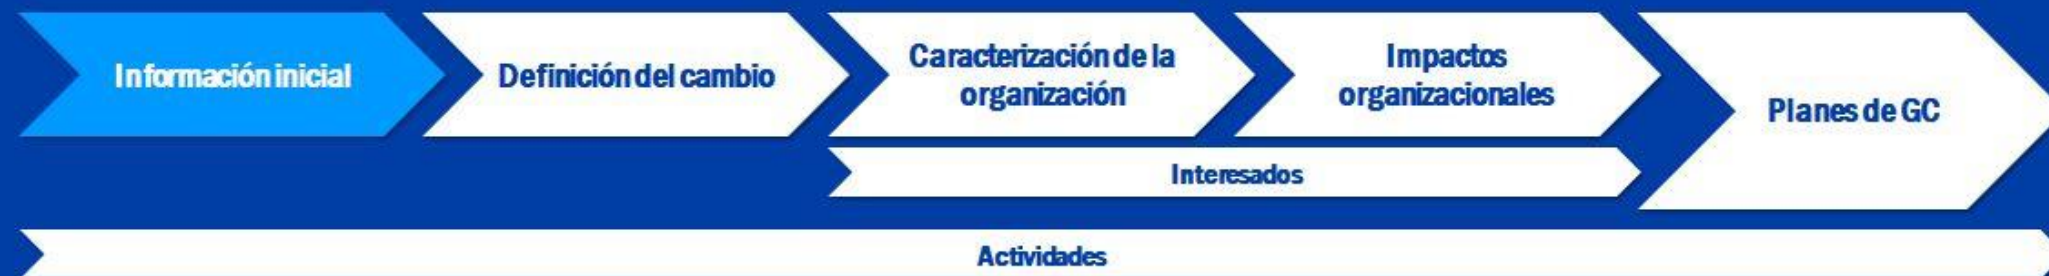 Información inicial
Definición del cambio
Caracterización de la
organización
Impactos
organizacionales
Planes de GC
Interesados
Actividades